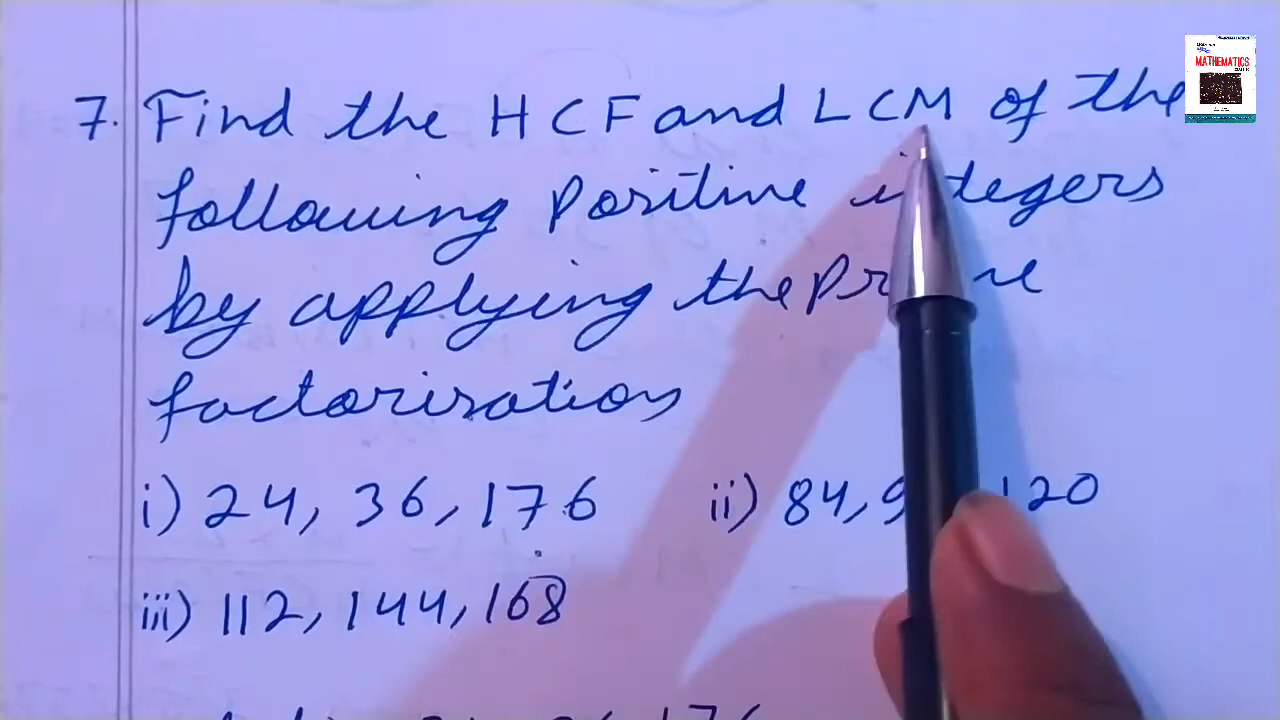 7. Find the HCF and LCM of the
following Positive integers
by applying the
factorisation
i) 24, 36, 176 ii) 84, 120
iii) 112, 144, 168
MATHEMATICS